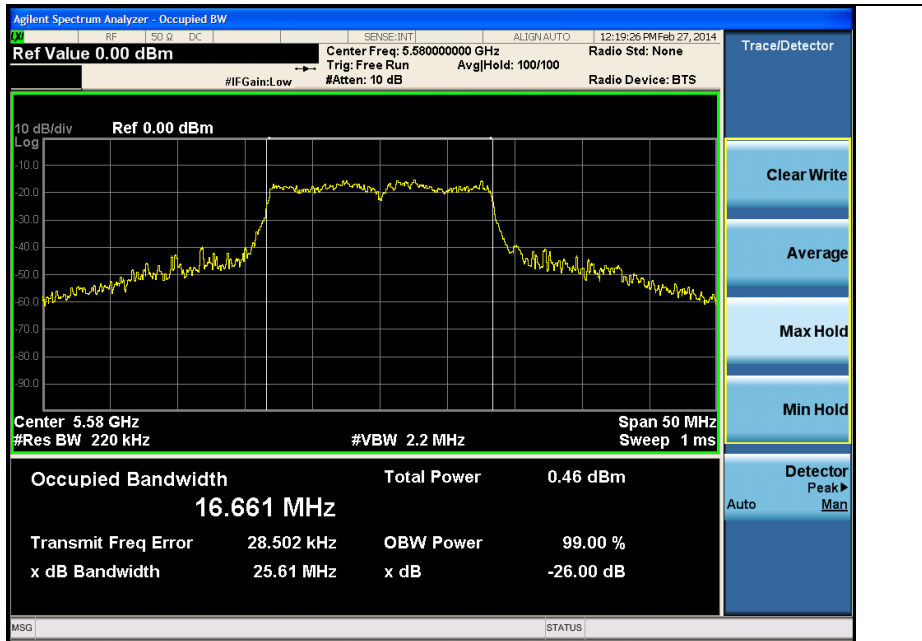 Agilent Spectrum Analyzer - Occupied BW
LXI RF 50 Ω DC SENSE:INT ALIGN AUTO 12:19:26 PM Feb 27, 2014
Ref Value 0.00 dBm
Center Freq: 5.580000000 GHz
Radio Std: None
Trig: Free Run Avg|Hold: 100/100
#IFGain:Low #Atten: 10 dB Radio Device: BTS
10 dB/div Ref 0.00 dBm
Log
-10.0
-20.0
-30.0
-40.0
-50.0
-60.0
-70.0
-80.0
-90.0
Center 5.58 GHz Span 50 MHz
#Res BW 220 kHz #VBW 2.2 MHz Sweep 1 ms
Occupied Bandwidth Total Power 0.46 dBm
16.661 MHz
Transmit Freq Error 28.502 kHz OBW Power 99.00 %
x dB Bandwidth 25.61 MHz x dB -26.00 dB
MSG STATUS
Trace/Detector
Clear Write
Average
Max Hold
Min Hold
Detector
Peak▶
Auto Man